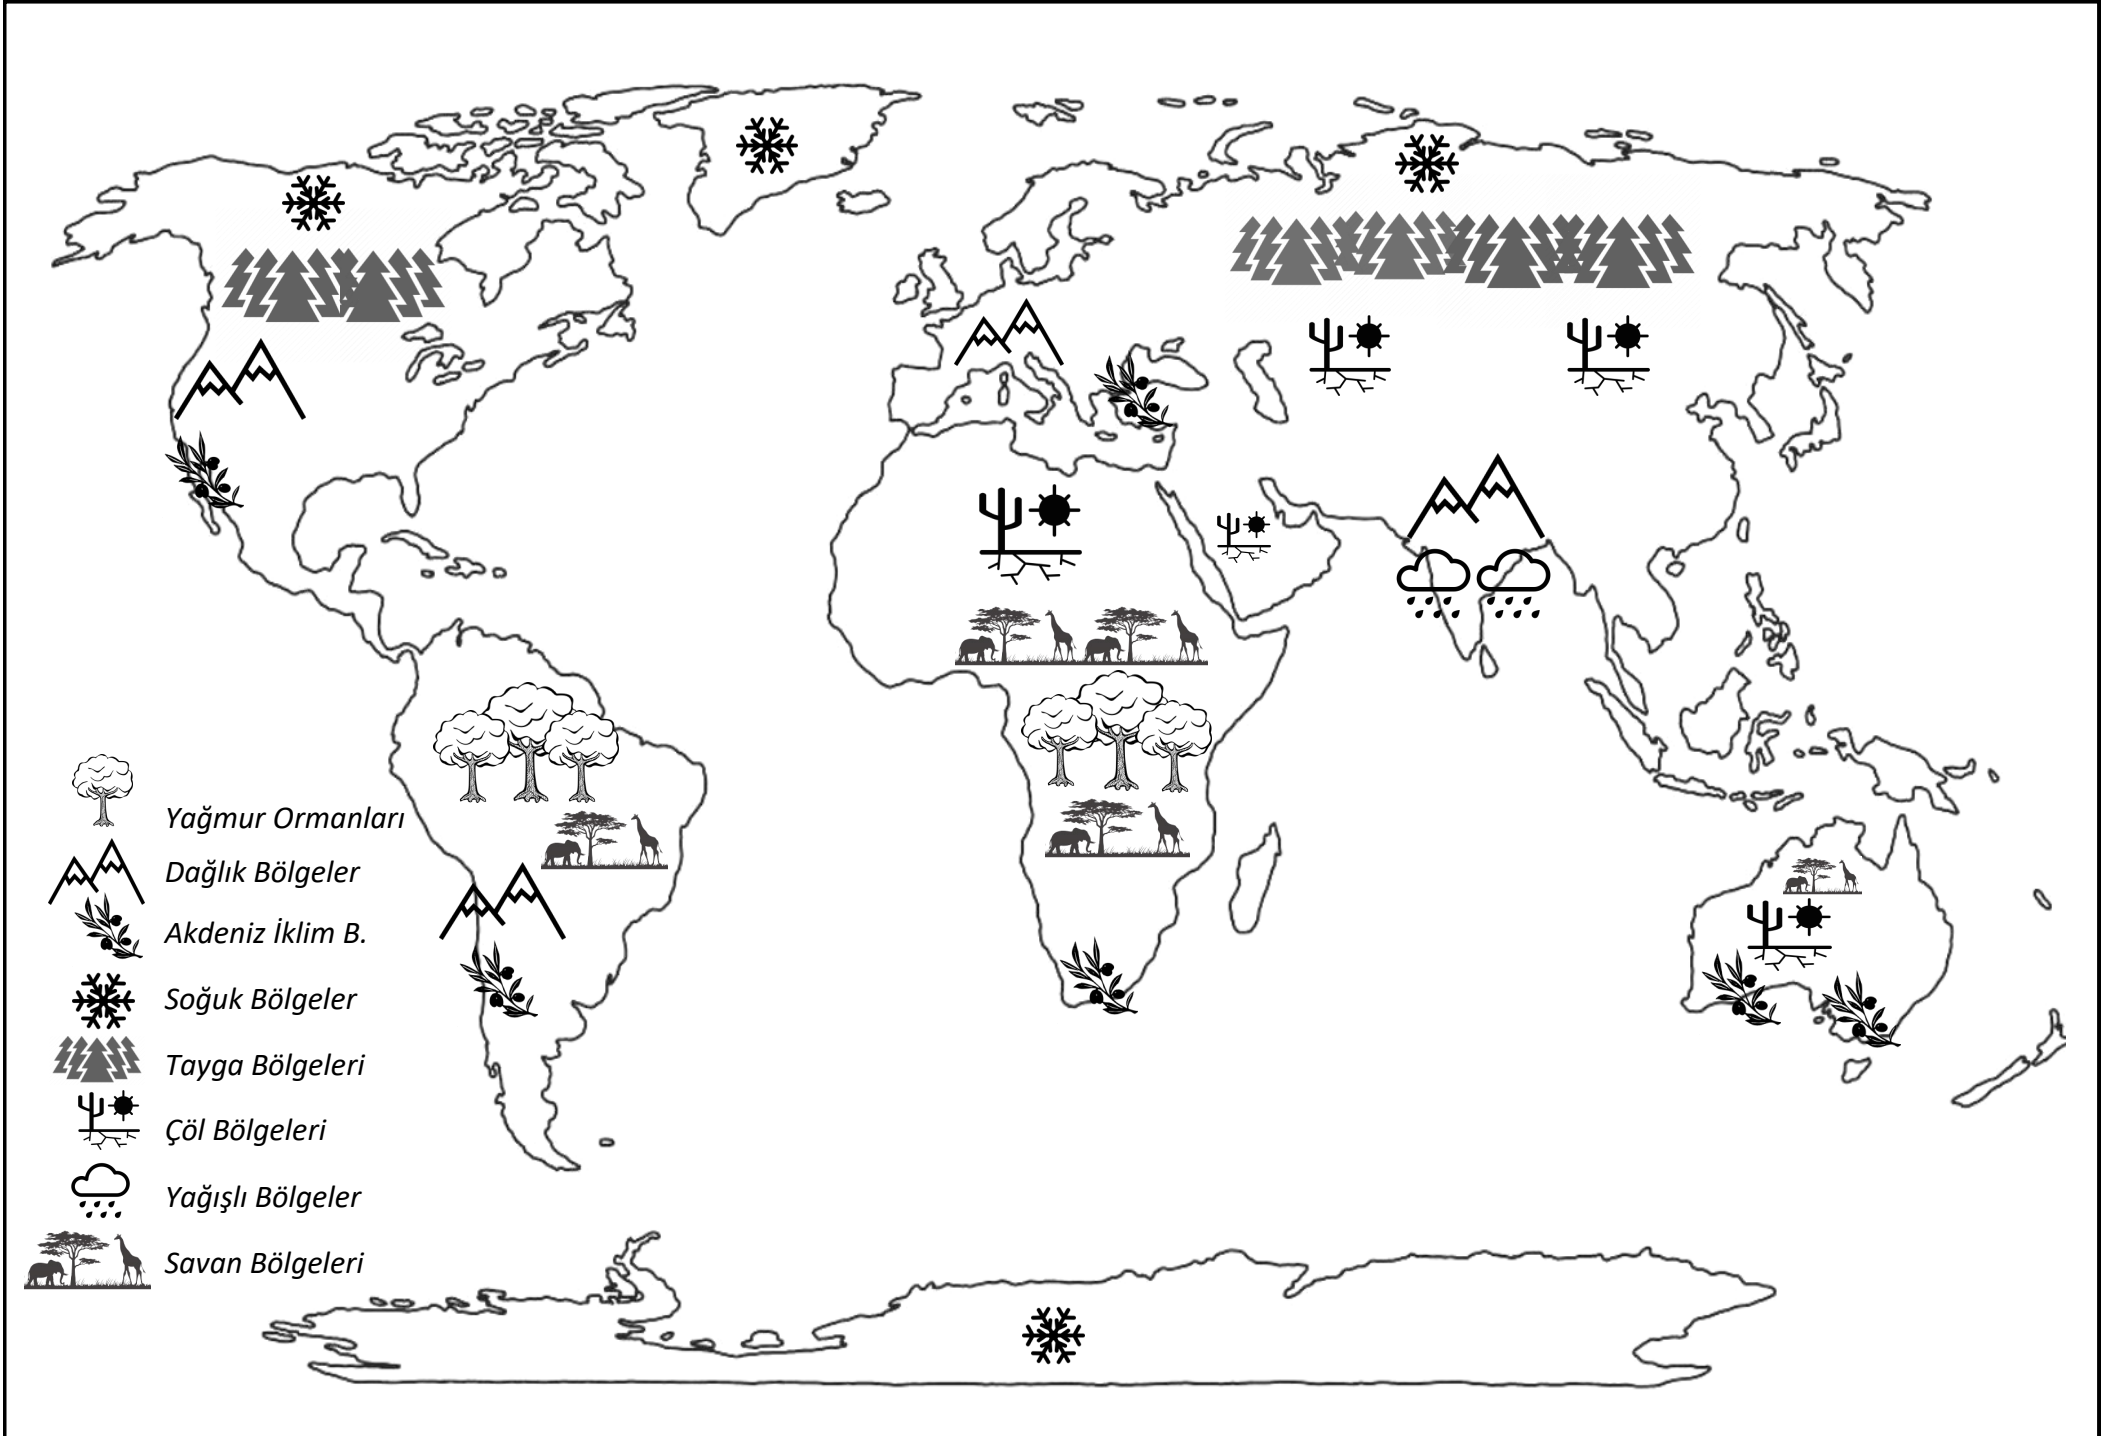 Yağmur Ormanları
Dağlık Bölgeler
Akdeniz İklim B.
Soğuk Bölgeler
Tayga Bölgeleri
Çöl Bölgeleri
Yağışlı Bölgeler
Savan Bölgeleri